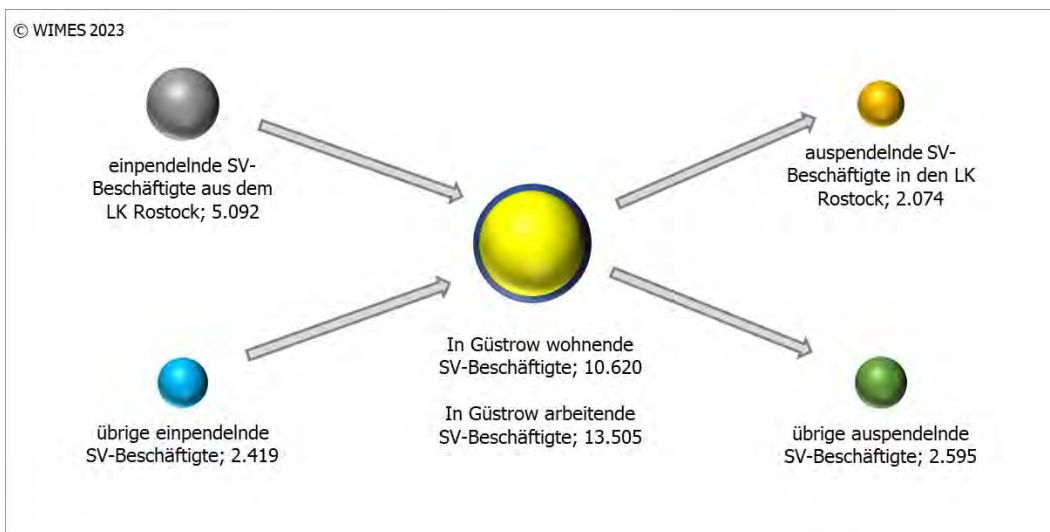 © WIMES 2023
einpendelnde SV-
Beschäftigte aus dem
LK Rostock; 5.092
auspendelnde SV-
Beschäftigte in den LK
Rostock; 2.074
In Güstrow wohnende
SV-Beschäftigte; 10.620
In Güstrow arbeitende
SV-Beschäftigte; 13.505
übrige einpendelnde
SV-Beschäftigte; 2.419
übrige auspendelnde
SV-Beschäftigte; 2.595